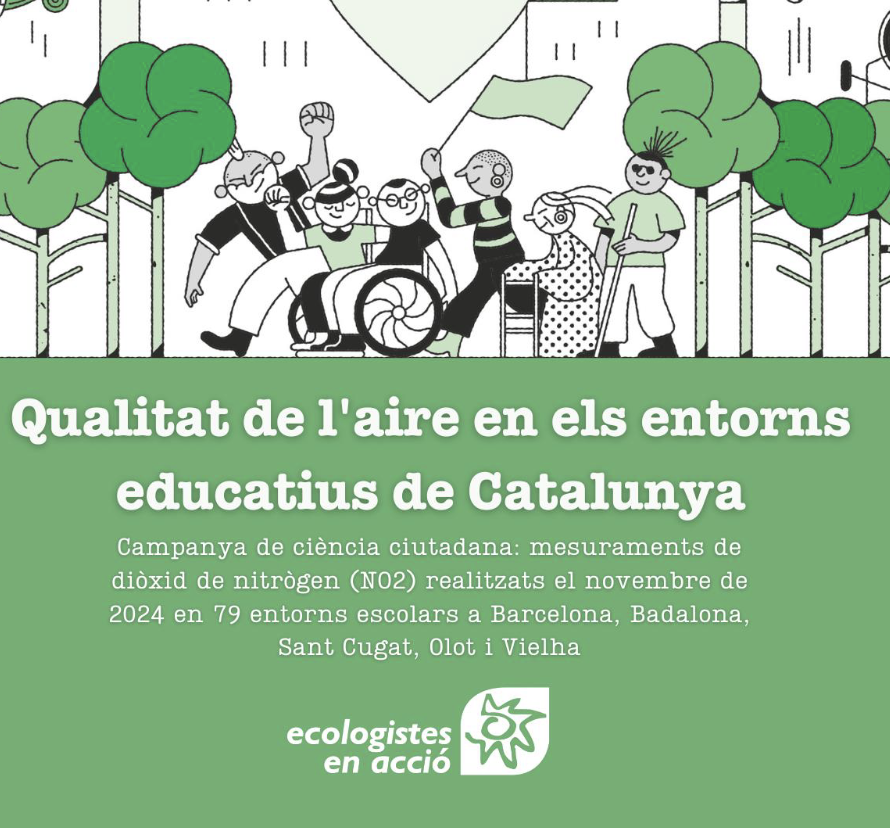 Qualitat de l'aire en els entorns
educatius de Catalunya
Campanya de ciència ciutadana: mesuraments de
diòxid de nitrògen (NO2) realitzats el novembre de
2024 en 79 entorns escolars a Barcelona, Badalona,
Sant Cugat, Olot i Vielha
ecologistes
en acció